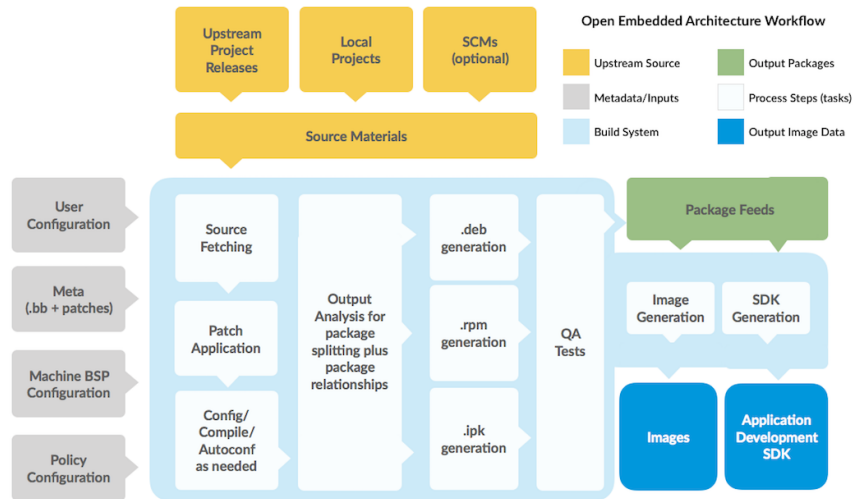 Upstream
Project
Releases
Local
Projects
SCMs
(optional)
Open Embedded Architecture Workflow
Upstream Source
Output Packages
Metadata/Inputs
Process Steps (tasks)
Build System
Output Image Data
Source Materials
User
Configuration
Meta
(.bb + patches)
Machine BSP
Configuration
Policy
Configuration
Source
Fetching
Patch
Application
Config/
Compile/
Autoconf
as needed
Output
Analysis for
package
splitting plus
package
relationships
.deb
generation
.rpm
generation
.ipk
generation
QA
Tests
Package Feeds
Image
Generation
SDK
Generation
Images
Application
Development
SDK